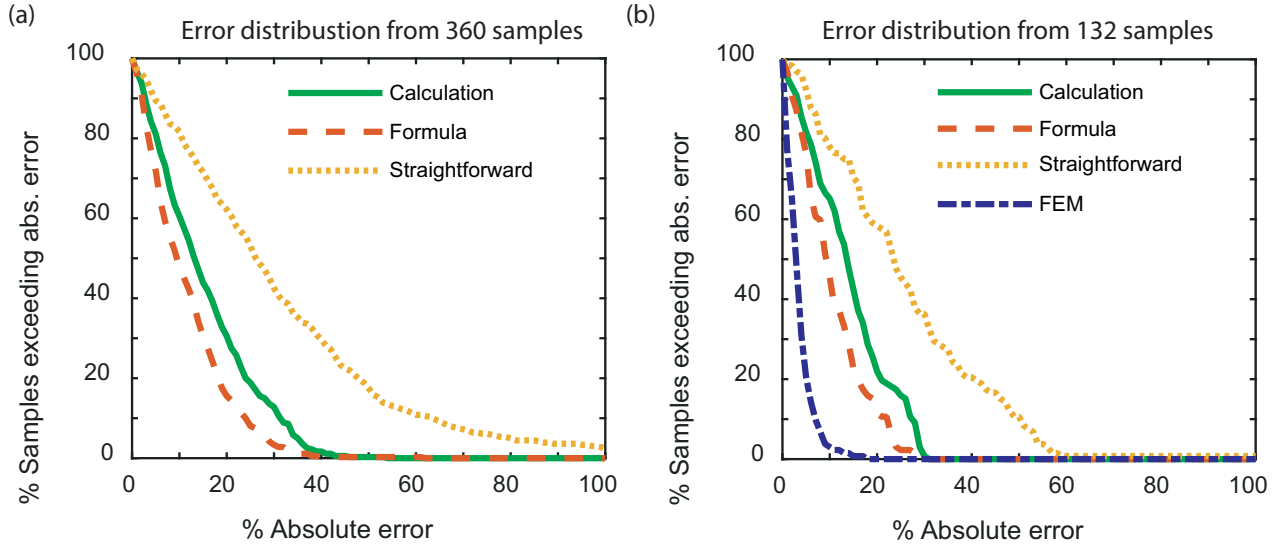 (a)
Error distribustion from 360 samples
% Samples exceeding abs. error
100
80
60
40
20
0
Calculation
Formula
Straightforward
0 20 40 60 80 100
% Absolute error
(b)
Error distribution from 132 samples
% Samples exceeding abs. error
100
80
60
40
20
0
Calculation
Formula
Straightforward
FEM
0 20 40 60 80 100
% Absolute error